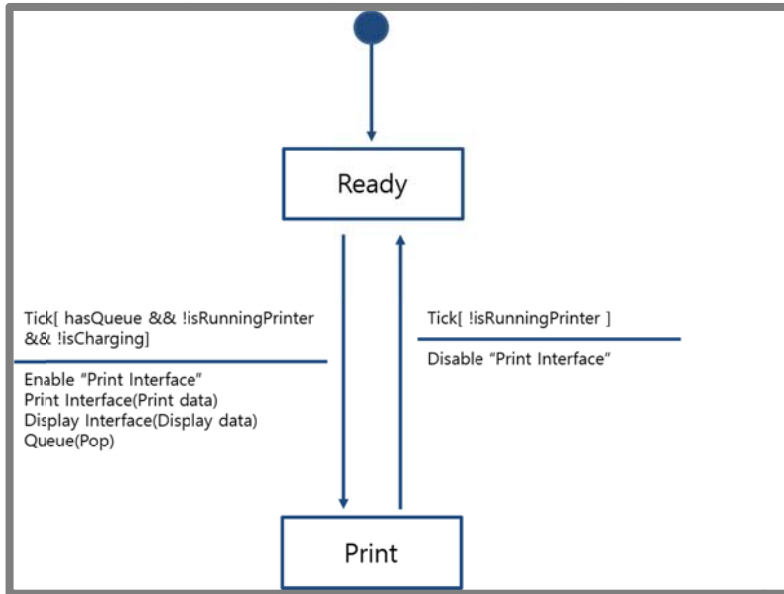 Ready
Tick[ hasQueue && !isRunningPrinter
&& !isCharging]
Enable “Print Interface”
Print Interface(Print data)
Display Interface(Display data)
Queue(Pop)
Tick[ !isRunningPrinter ]
Disable “Print Interface”
Print